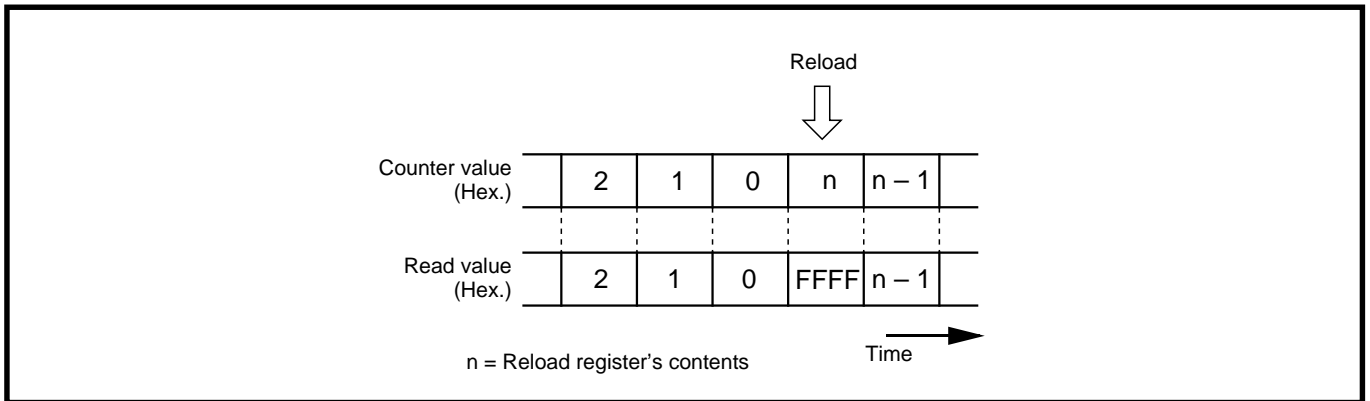 Reload
Counter value
(Hex.)
2 1 0 n n – 1
Read value
(Hex.)
2 1 0 FFFF n – 1
Time
n = Reload register’s contents